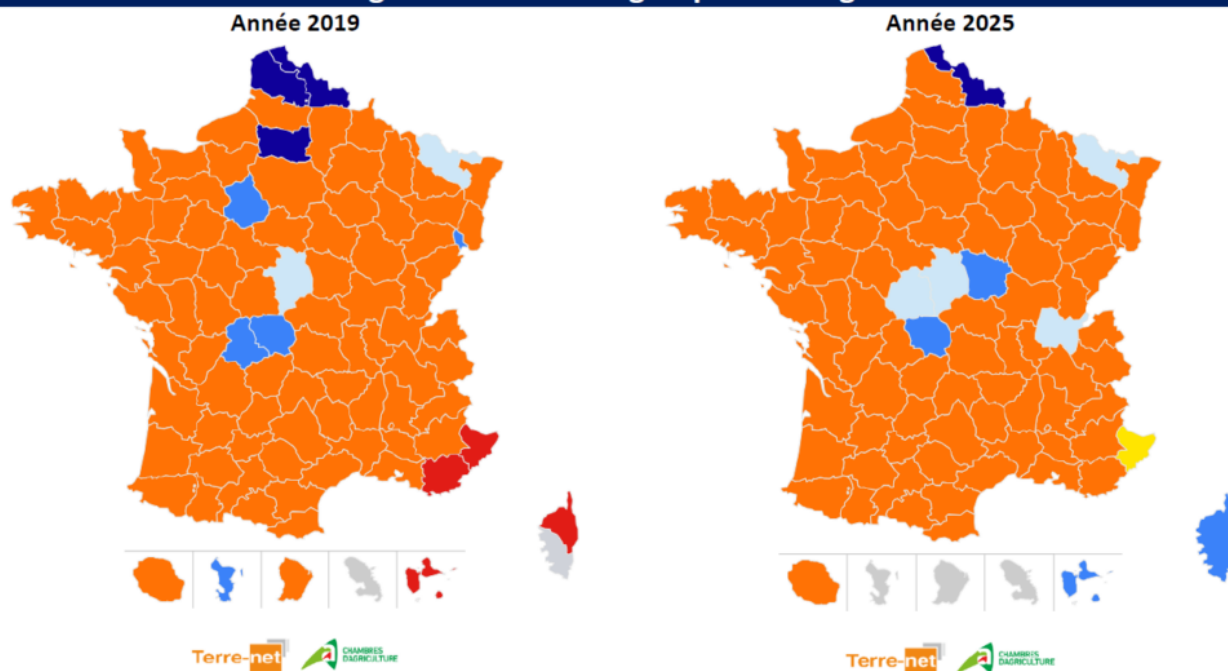 Année 2019
Année 2025
Terre-net
CHAMBRES
D'AGRICULTURE
Terre-net
CHAMBRES
D'AGRICULTURE